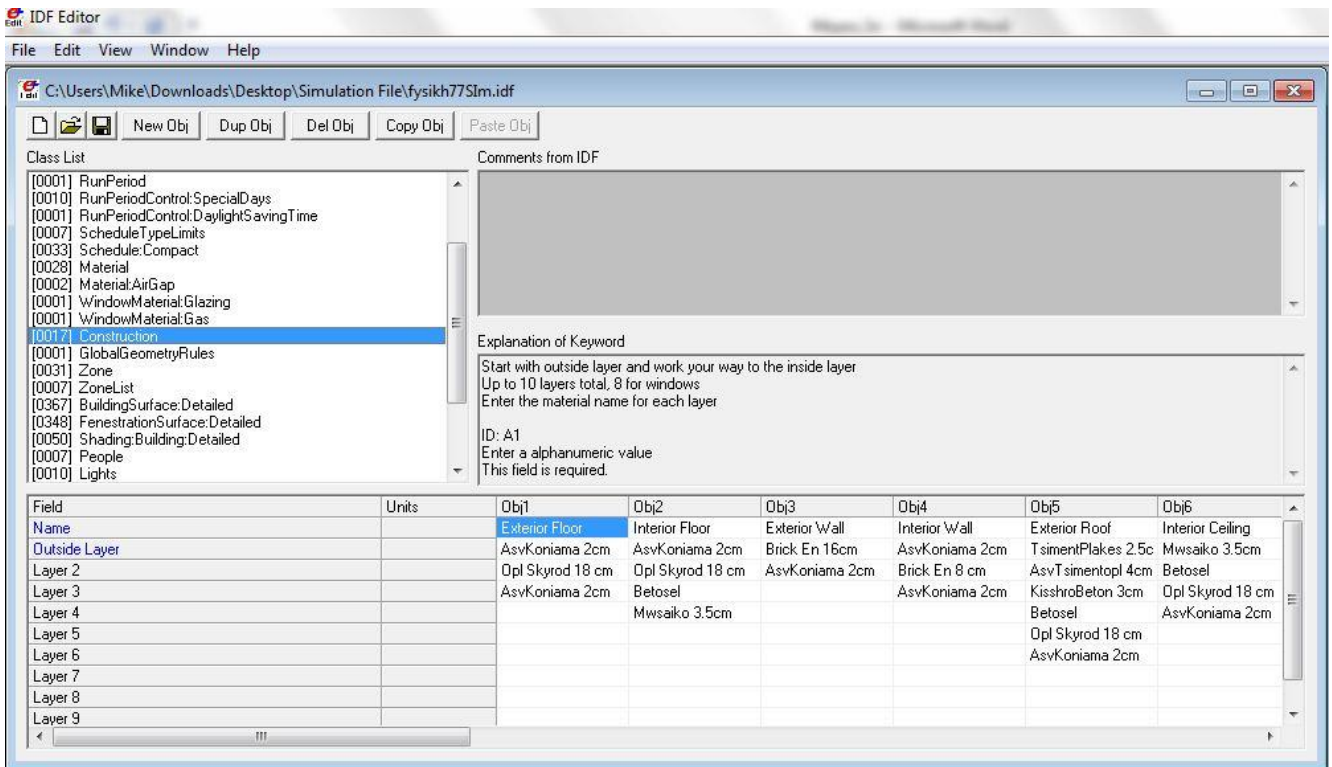 IDF Editor
File Edit View Window Help
C:\Users\Mike\Downloads\Desktop\Simulation File\fysikh77SIm.idf
New Obj Dup Obj Del Obj Copy Obj Paste Obj
Class List
[0001] RunPeriod
[0010] RunPeriodControl:SpecialDays
[0001] RunPeriodControl:DaylightSavingTime
[0007] ScheduleTypeLimits
[0033] Schedule:Compact
[0028] Material
[0002] Material:AirGap
[0001] WindowMaterial:Glazing
[0001] WindowMaterial:Gas
[0017] Construction
[0001] GlobalGeometryRules
[0031] Zone
[0007] ZoneList
[0367] BuildingSurface:Detailed
[0348] FenestrationSurface:Detailed
[0050] Shading:Building:Detailed
[0007] People
[0010] Lights
Comments from IDF
Explanation of Keyword
Start with outside layer and work your way to the inside layer
Up to 10 layers total, 8 for windows
Enter the material name for each layer
ID: A1
Enter a alphanumeric value
This field is required.
Field Units Obj1 Obj2 Obj3 Obj4 Obj5 Obj6
Name Exterior Floor Interior Floor Exterior Wall Interior Wall Exterior Roof Interior Ceiling
Outside Layer AsvKoniama 2cm AsvKoniama 2cm Brick En 16cm AsvKoniama 2cm TsimentPlakes 2.5c Mwsaiko 3.5cm
Layer 2 Opl Skyrod 18 cm Opl Skyrod 18 cm AsvKoniama 2cm Brick En 8 cm AsvTsimentopl 4cm Betosel
Layer 3 AsvKoniama 2cm Betosel AsvKoniama 2cm KisshroBeton 3cm Opl Skyrod 18 cm
Layer 4 Mwsaiko 3.5cm Betosel AsvKoniama 2cm
Layer 5 Opl Skyrod 18 cm
Layer 6 AsvKoniama 2cm
Layer 7
Layer 8
Layer 9